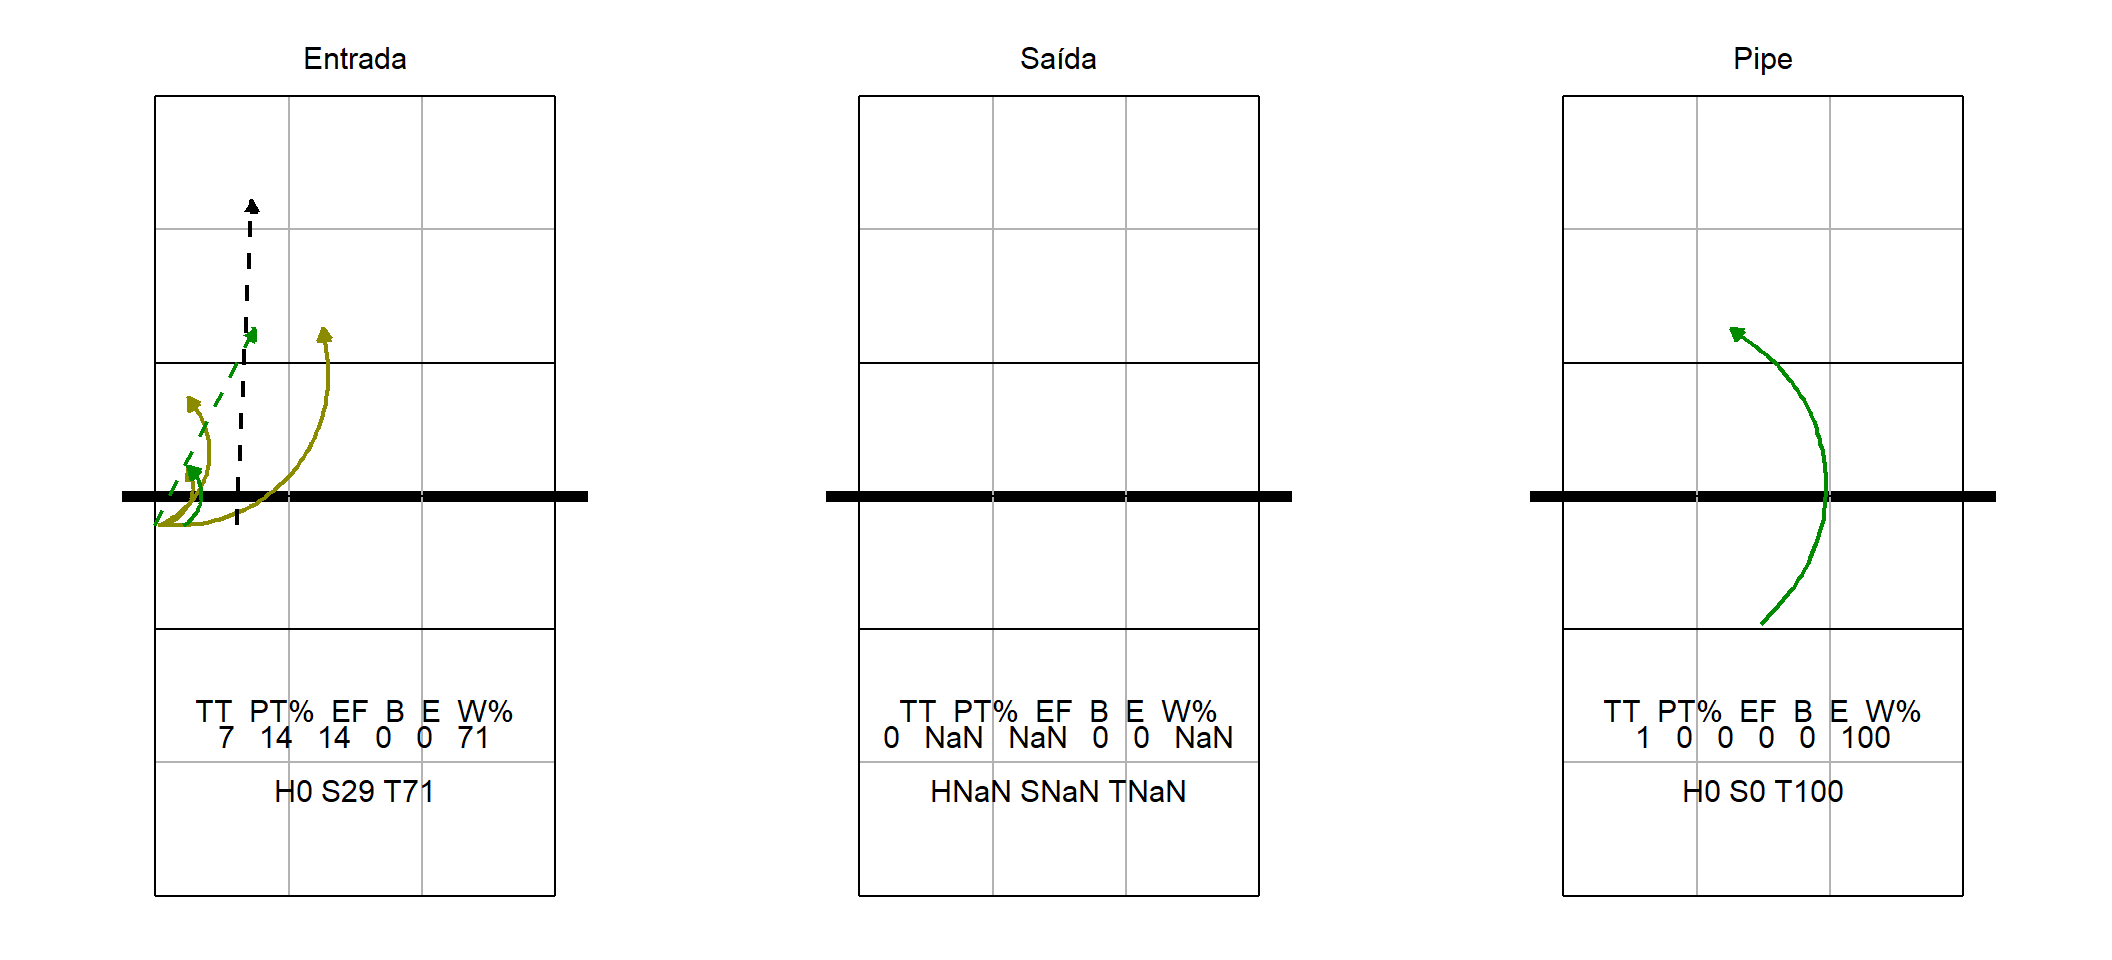 Entrada
TT PT% EF B E W%
7 14 14 0 0 71
H0 S29 T71
Saída
TT PT% EF B E W%
0 NaN NaN 0 0 NaN
HNaN SNaN TNaN
Pipe
TT PT% EF B E W%
1 0 0 0 0 100
H0 S0 T100